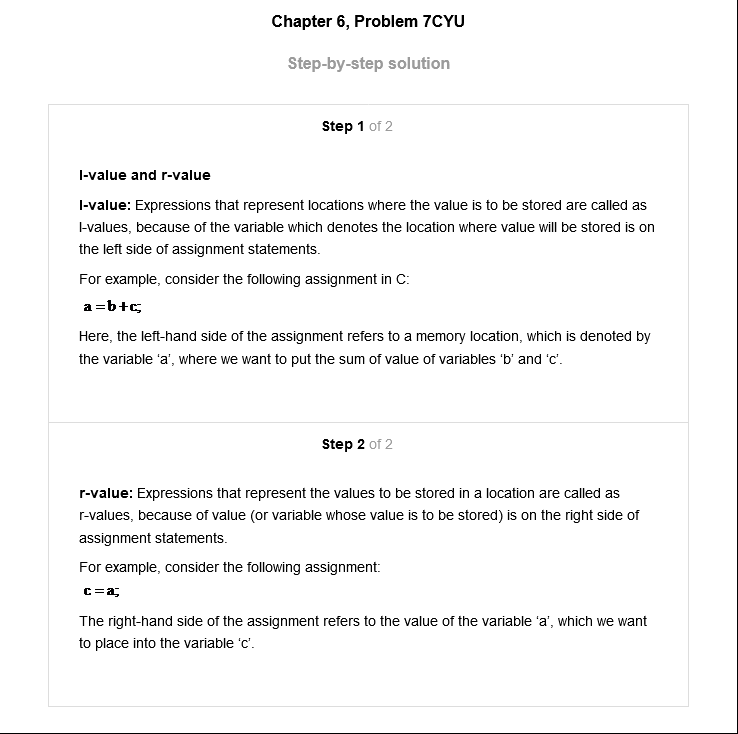 Chapter 6, Problem 7CYU
Step-by-step solution
Step 1 of 2
l-value and r-value
l-value: Expressions that represent locations where the value is to be stored are called as
l-values, because of the variable which denotes the location where value will be stored is on
the left side of assignment statements.
For example, consider the following assignment in C:
a=b+c;
Here, the left-hand side of the assignment refers to a memory location, which is denoted by
the variable ‘a’, where we want to put the sum of value of variables ‘b’ and ‘c’.
Step 2 of 2
r-value: Expressions that represent the values to be stored in a location are called as
r-values, because of value (or variable whose value is to be stored) is on the right side of
assignment statements.
For example, consider the following assignment:
c=a;
The right-hand side of the assignment refers to the value of the variable ‘a’, which we want
to place into the variable ‘c’.